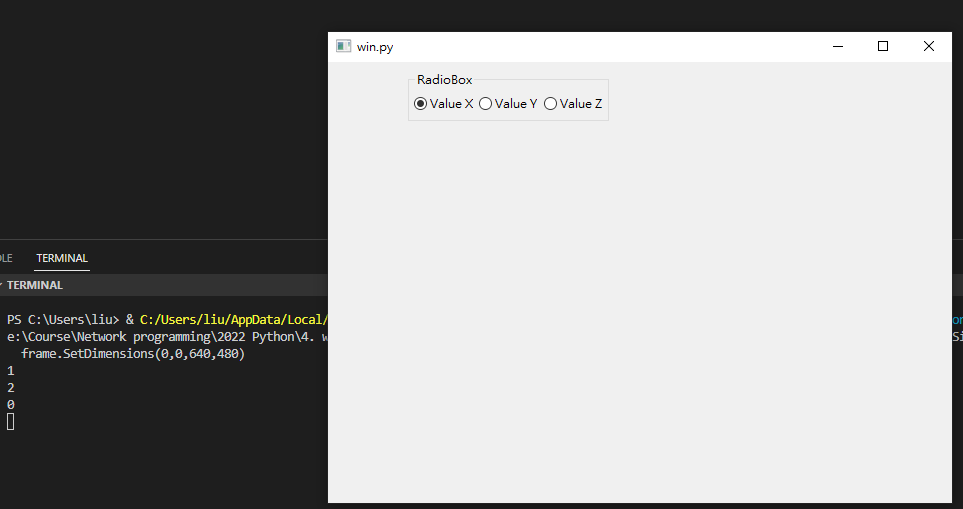 win.py
RadioBox
Value X Value Y Value Z
TERMINAL
TERMINAL
PS C:\Users\liu> & C:/Users/liu/AppData/Local/
e:\Course\Network programming\2022 Python\4.
frame.SetDimensions(0,0,640,480)
1
2
0